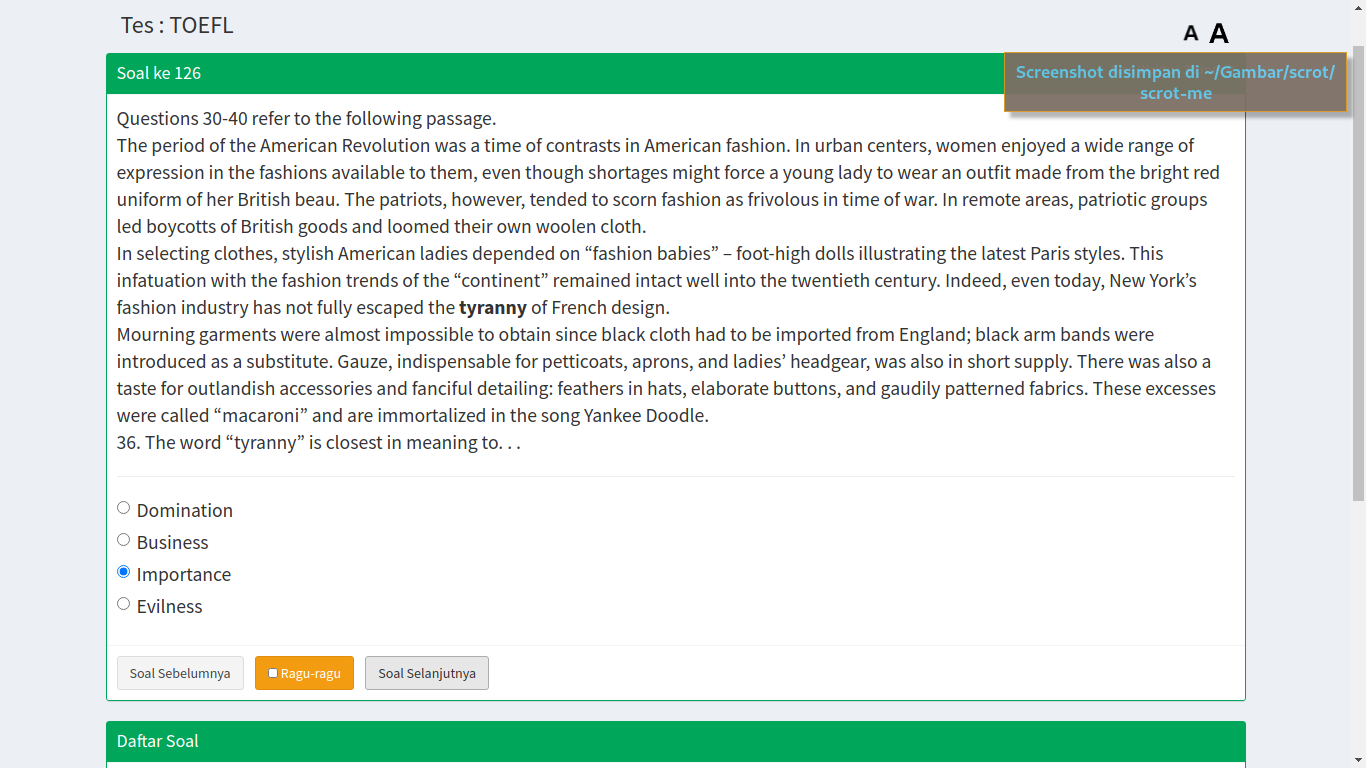 Tes : TOEFL
A A
Soal ke 126
Screenshot disimpan di ~/Gambar/scrot/
scrot-me
Questions 30-40 refer to the following passage.
The period of the American Revolution was a time of contrasts in American fashion. In urban centers, women enjoyed a wide range of
expression in the fashions available to them, even though shortages might force a young lady to wear an outfit made from the bright red
uniform of her British beau. The patriots, however, tended to scorn fashion as frivolous in time of war. In remote areas, patriotic groups
led boycotts of British goods and loomed their own woolen cloth.
In selecting clothes, stylish American ladies depended on “fashion babies” – foot-high dolls illustrating the latest Paris styles. This
infatuation with the fashion trends of the “continent” remained intact well into the twentieth century. Indeed, even today, New York’s
fashion industry has not fully escaped the tyranny of French design.
Mourning garments were almost impossible to obtain since black cloth had to be imported from England; black arm bands were
introduced as a substitute. Gauze, indispensable for petticoats, aprons, and ladies’ headgear, was also in short supply. There was also a
taste for outlandish accessories and fanciful detailing: feathers in hats, elaborate buttons, and gaudily patterned fabrics. These excesses
were called “macaroni” and are immortalized in the song Yankee Doodle.
36. The word “tyranny” is closest in meaning to. . .
Domination
Business
Importance
Evilness
Soal Sebelumnya
Ragu-ragu
Soal Selanjutnya
Daftar Soal